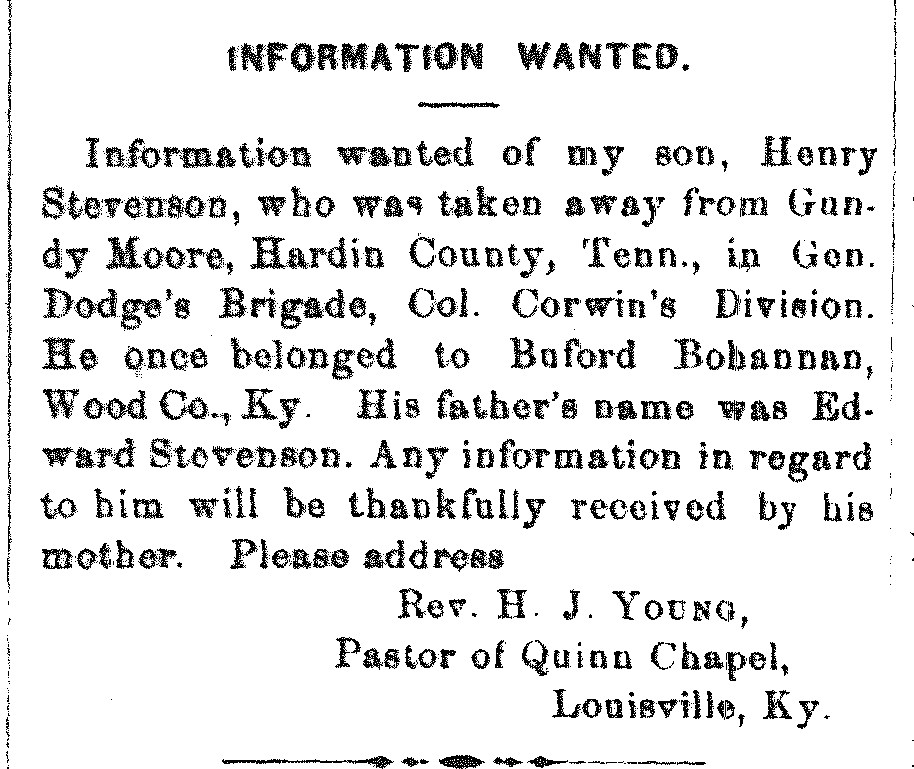 INFORMATION WANTED.
Information wanted of my son, Henry
Stevenson, who was taken away from Gun-
dy Moore, Hardin County, Tenn., in Gen.
Dodge's Brigade, Col. Corwin's Division.
He once belonged to Buford Bohannan,
Wood Co., Ky. His father's name was Ed-
ward Stevenson. Any information in regard
to him will be thankfully received by his
mother. Please address
Rev. H. J. YOUNG,
Pastor of Quinn Chapel,
Louisville, Ky.